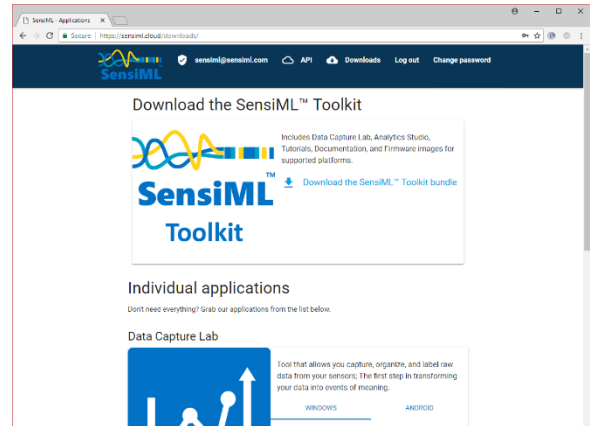 SensiML - Applications
Secure | https://sensiml.cloud/downloads/
SensiML
sensiml@sensiml.com API Downloads Log out Change password
Download the SensiML™ Toolkit
SensiML™
Toolkit
Includes Data Capture Lab, Analytics Studio,
Tutorials, Documentation, and Firmware images for
supported platforms.
Download the SensiML™ Toolkit bundle
Individual applications
Don't need everything? Grab our applications from the list below.
Data Capture Lab
Tool that allows you capture, organize, and label raw
data from your sensors; The first step in transforming
your data into events of meaning.
WINDOWS ANDROID